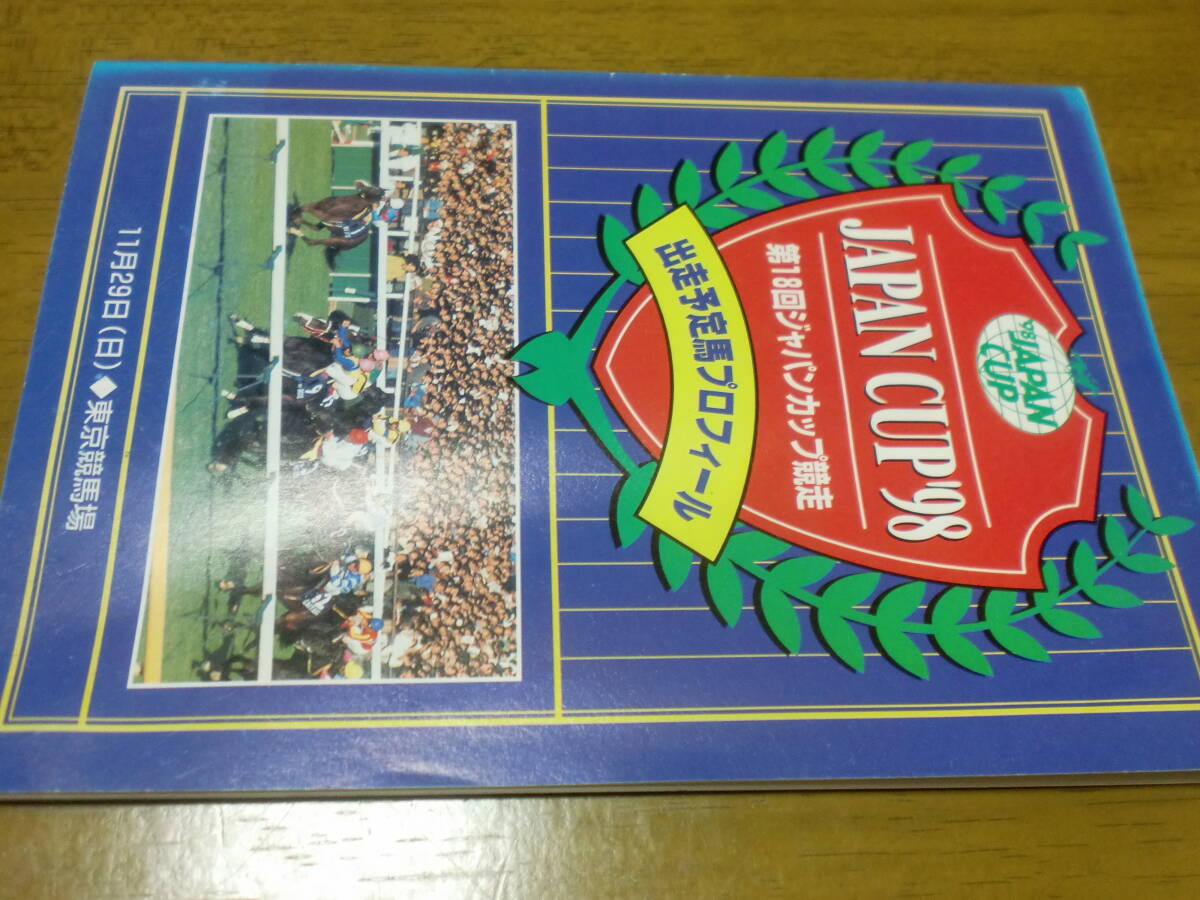 '98 JAPAN
CUP
JAPAN CUP'98
第18回ジャパンカップ競走
出走予定馬プロフィール
11月29日(日)◆東京競馬場